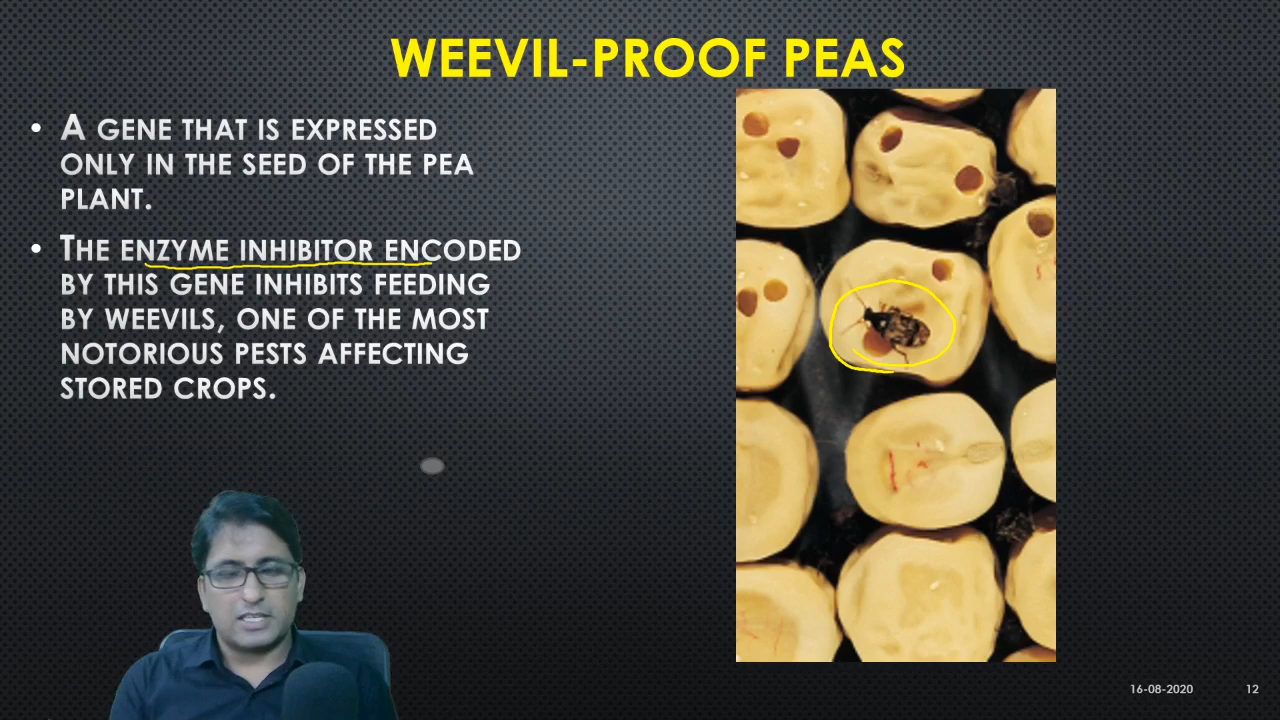 WEEVIL-PROOF PEAS
• A GENE THAT IS EXPRESSED
ONLY IN THE SEED OF THE PEA
PLANT.
• THE ENZYME INHIBITOR ENCODED
BY THIS GENE INHIBITS FEEDING
BY WEEVILS, ONE OF THE MOST
NOTORIOUS PESTS AFFECTING
STORED CROPS.
16-08-2020 12